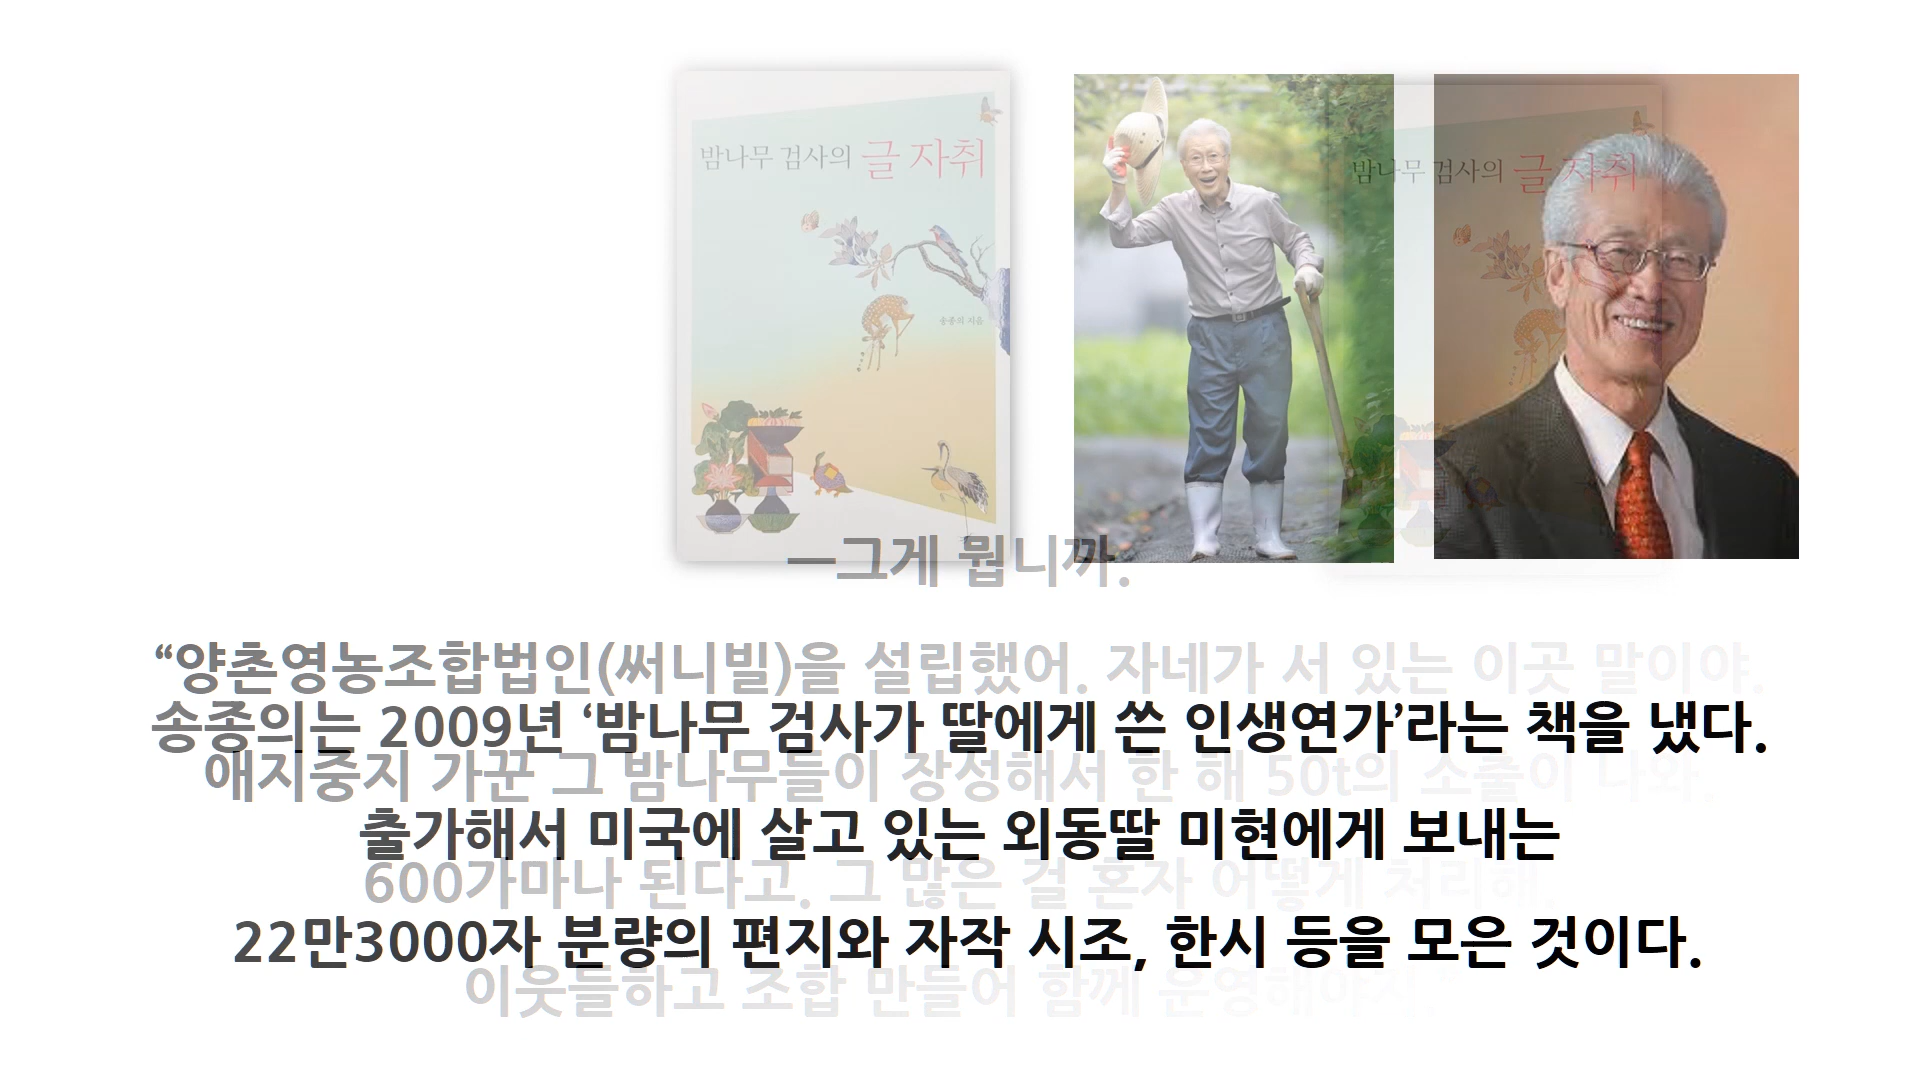 밤나무 검사의 글 자취
송종의 지음
밤나무 검사의 글 자취
—그게 뭡니까.
“양촌영농조합법인(써니빌)을 설립했어. 자네가 서 있는 이곳 말이야.
송종의는 2009년 ‘밤나무 검사가 딸에게 쓴 인생연가’라는 책을 냈다.
애지중지 가꾼 그 밤나무들이 장성해서 한 해 50t의 소출이 나와.
출가해서 미국에 살고 있는 외동딸 미현에게 보내는
600가마나 된다고. 그 많은 걸 혼자 어떻게 처리해.
22만3000자 분량의 편지와 자작 시조, 한시 등을 모은 것이다.
이웃들하고 조합 만들어 함께